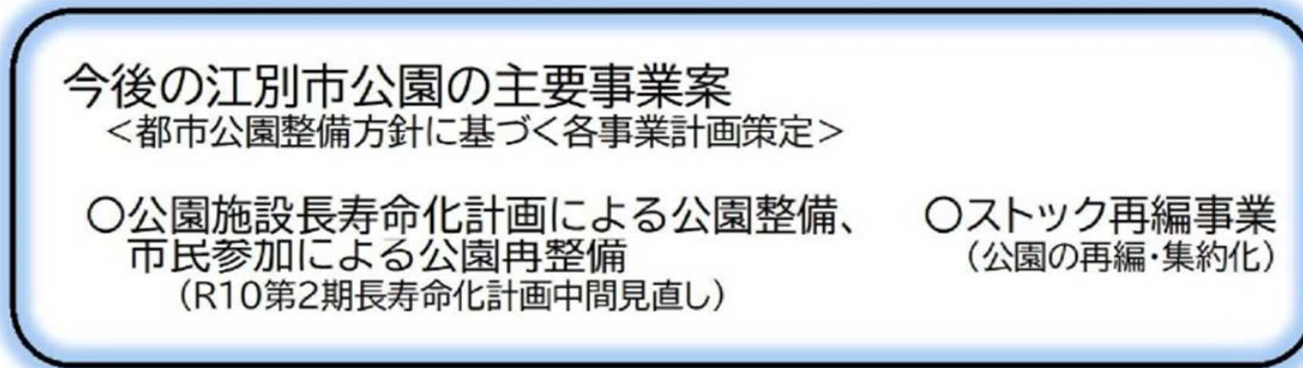 今後の江別市公園の主要事業案
＜都市公園整備方針に基づく各事業計画策定＞
〇公園施設長寿命化計画による公園整備、
市民参加による公園再整備
（R10第2期長寿命化計画中間見直し）
〇ストック再編事業
（公園の再編・集約化）